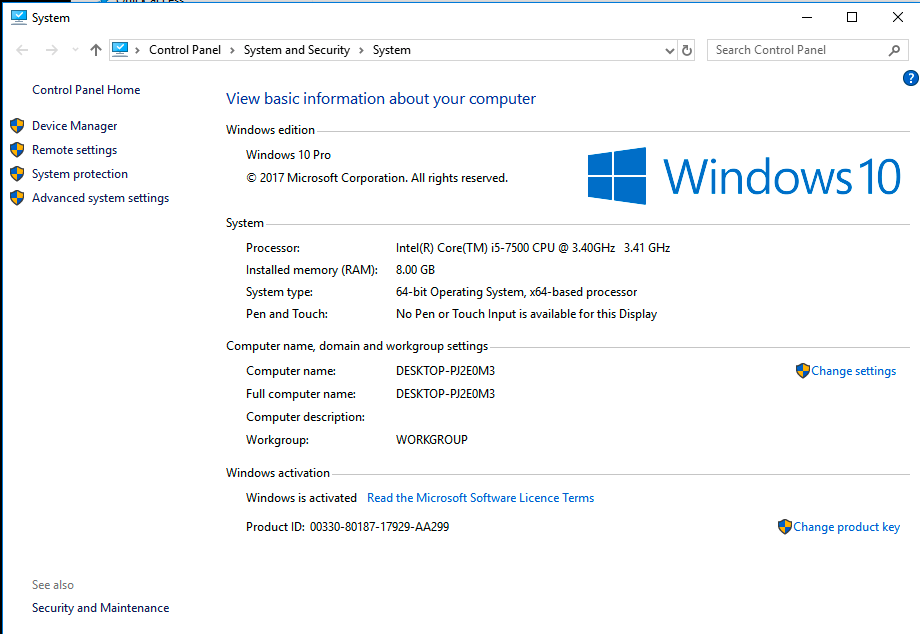 System
Control Panel > System and Security > System
Search Control Panel
?
Control Panel Home
Device Manager
Remote settings
System protection
Advanced system settings
See also
Security and Maintenance
View basic information about your computer
Windows edition
Windows 10 Pro
© 2017 Microsoft Corporation. All rights reserved.
Windows 10
System
Processor: Intel(R) Core(TM) i5-7500 CPU @ 3.40GHz 3.41 GHz
Installed memory (RAM): 8.00 GB
System type: 64-bit Operating System, x64-based processor
Pen and Touch: No Pen or Touch Input is available for this Display
Computer name, domain and workgroup settings
Computer name: DESKTOP-PJ2E0M3
Change settings
Full computer name: DESKTOP-PJ2E0M3
Computer description:
Workgroup: WORKGROUP
Windows activation
Windows is activated Read the Microsoft Software Licence Terms
Product ID: 00330-80187-17929-AA299
Change product key